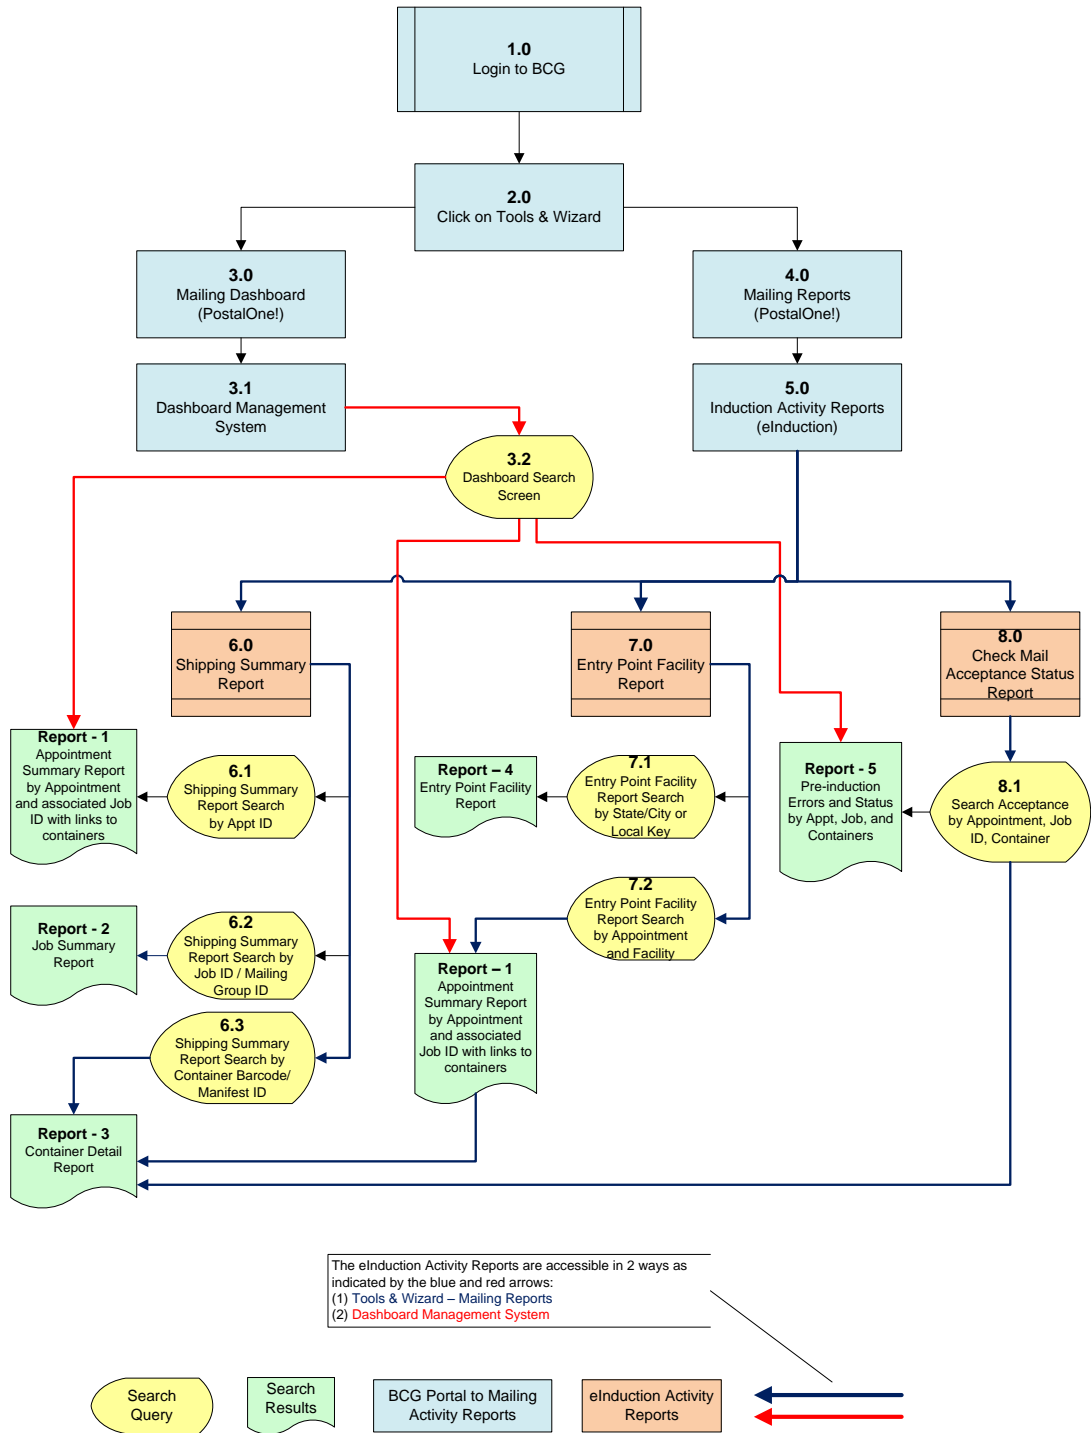 1.0
Login to BCG
2.0
Click on Tools & Wizard
3.0
Mailing Dashboard
(PostalOne!)
4.0
Mailing Reports
(PostalOne!)
3.1
Dashboard Management
System
5.0
Induction Activity Reports
(eInduction)
3.2
Dashboard Search
Screen
6.0
Shipping Summary
Report
7.0
Entry Point Facility
Report
8.0
Check Mail
Acceptance Status
Report
Report - 1
Appointment
Summary Report
by Appointment
and associated Job
ID with links to
containers
6.1
Shipping Summary
Report Search
by Appt ID
Report – 4
Entry Point Facility
Report
7.1
Entry Point Facility
Report Search
by State/City or
Local Key
Report - 5
Pre-induction
Errors and Status
by Appt, Job, and
Containers
8.1
Search Acceptance
by Appointment, Job
ID, Container
Report - 2
Job Summary
Report
6.2
Shipping Summary
Report Search by
Job ID / Mailing
Group ID
7.2
Entry Point Facility
Report Search
by Appointment
and Facility
Report – 1
Appointment
Summary Report
by Appointment
and associated
Job ID with links to
containers
6.3
Shipping Summary
Report Search by
Container Barcode/
Manifest ID
Report - 3
Container Detail
Report
The eInduction Activity Reports are accessible in 2 ways as
indicated by the blue and red arrows:
(1) Tools & Wizard – Mailing Reports
(2) Dashboard Management System
Search
Query
Search
Results
BCG Portal to Mailing
Activity Reports
eInduction Activity
Reports